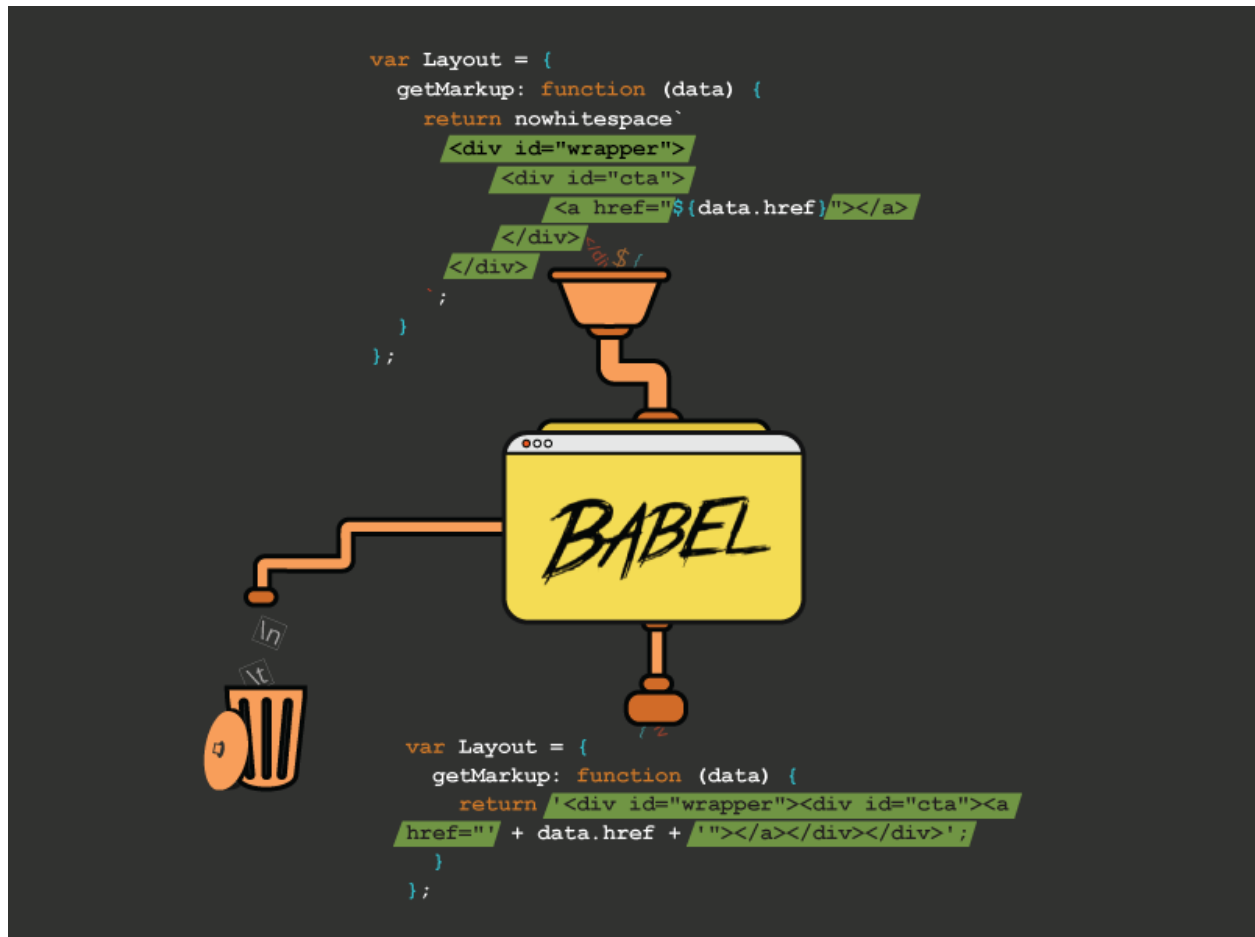 var Layout = {
getMarkup: function (data) {
return nowhitespace`
<div id="wrapper">
<div id="cta">
<a href="${data.href}"></a>
</div>
</div>
`;
}
};
</di
${
BABEL
\n
\t
var Layout = {
getMarkup: function (data) {
return '<div id="wrapper"><div id="cta"><a
href="' + data.href + '"></a></div></div>';
}
};